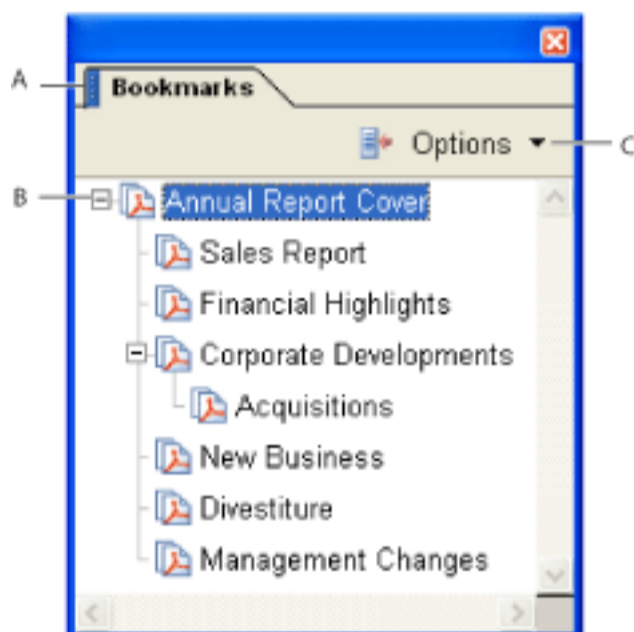 A Bookmarks
Options C
B Annual Report Cover
Sales Report
Financial Highlights
Corporate Developments
Acquisitions
New Business
Divestiture
Management Changes